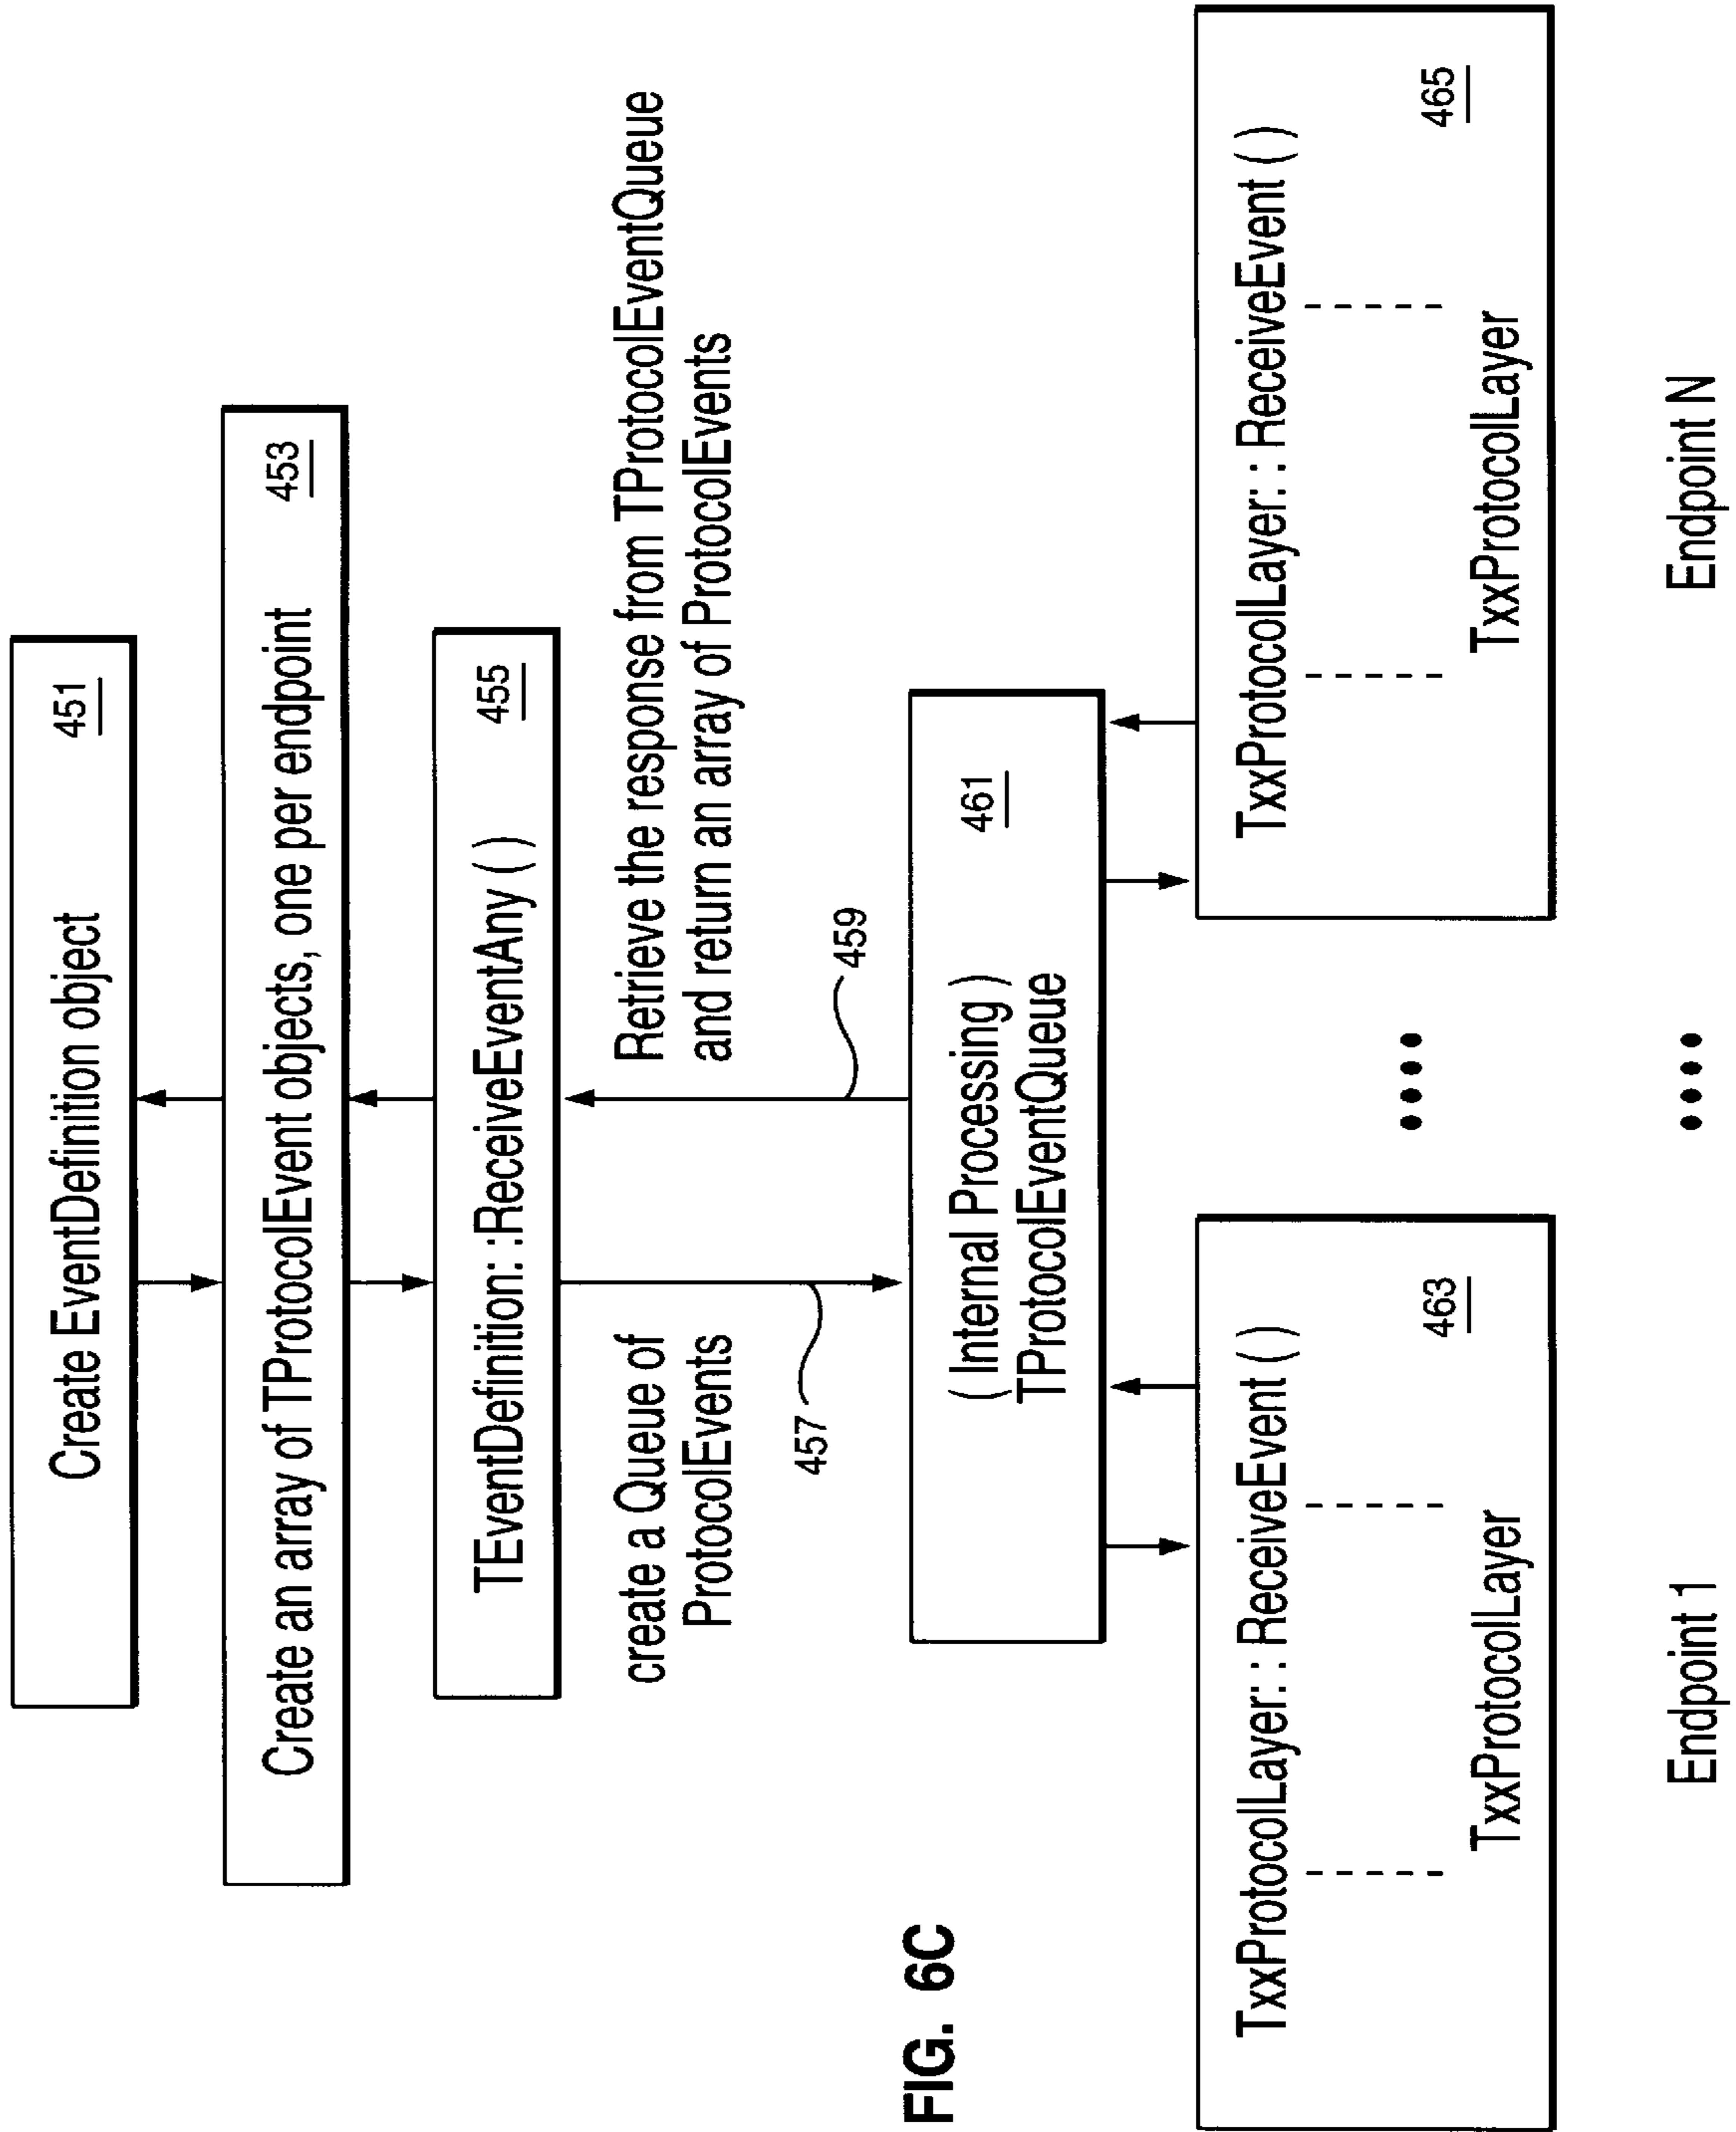 Create EventDefinition object
451
Create an array of TProtocolEvent objects, one per endpoint
453
TEventDefinition: :ReceiveEventAny ( )
455
create a Queue of
ProtocolEvents
457
Retrieve the response from TProtocolEventQueue
and return an array of ProtocolEvents
459
( Internal Processing )
TProtocolEventQueue
461
TxxProtocolLayer: : ReceiveEvent ( )
463
TxxProtocolLayer
TxxProtocolLayer: : ReceiveEvent ( )
465
TxxProtocolLayer
Endpoint 1
Endpoint N
FIG. 6C